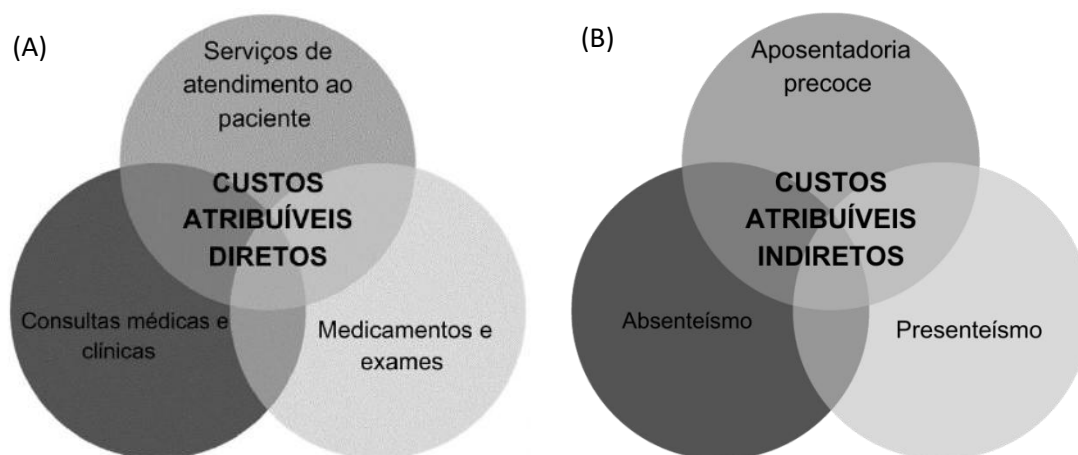 (A)
Serviços de
atendimento ao
paciente
CUSTOS
ATRIBUÍVEIS
DIRETOS
Consultas médicas e
clínicas
Medicamentos e
exames
(B)
Aposentadoria
precoce
CUSTOS
ATRIBUÍVEIS
INDIRETOS
Absenteísmo
Presenteísmo